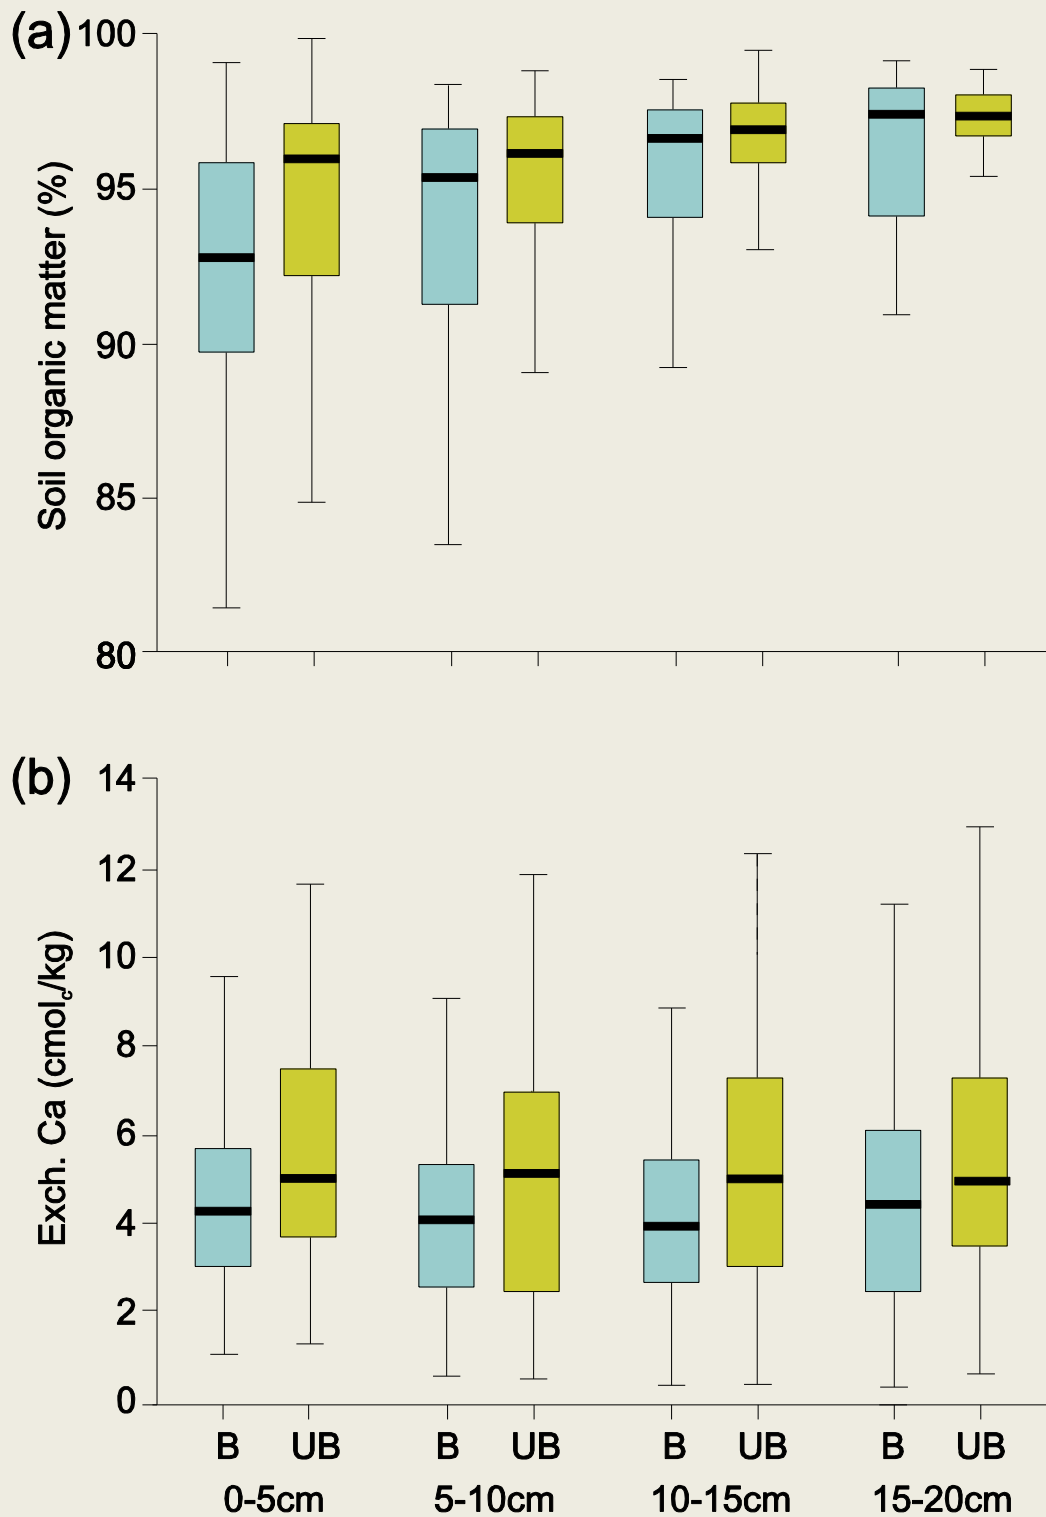 (a)
100
95
90
85
80
Soil organic matter (%)
(b)
14
12
10
8
6
4
2
0
Exch. Ca (cmolc/kg)
B UB B UB B UB B UB
0-5cm 5-10cm 10-15cm 15-20cm